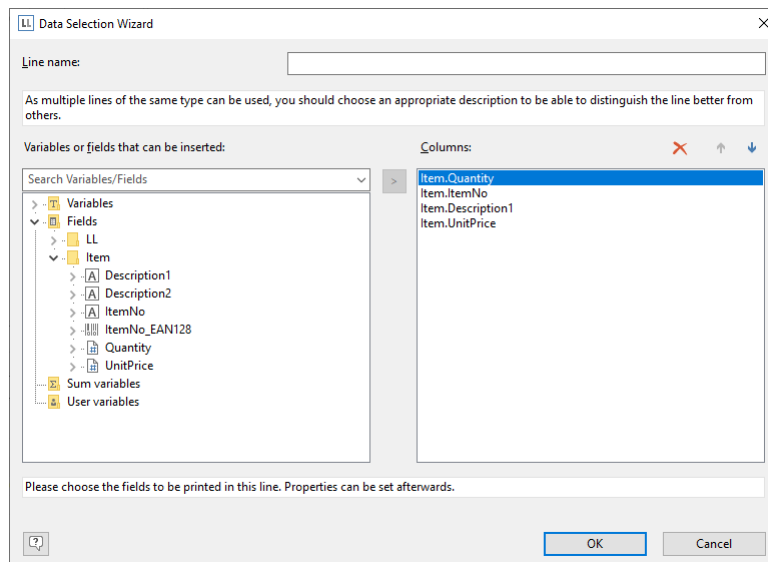 LL Data Selection Wizard
Line name:
As multiple lines of the same type can be used, you should choose an appropriate description to be able to distinguish the line better from
others.
Variables or fields that can be inserted:
Search Variables/Fields
>
Variables
Fields
LL
Item
Description1
Description2
ItemNo
ItemNo_EAN128
Quantity
UnitPrice
Sum variables
User variables
Columns:
Item.Quantity
Item.ItemNo
Item.Description1
Item.UnitPrice
Please choose the fields to be printed in this line. Properties can be set afterwards.
OK
Cancel